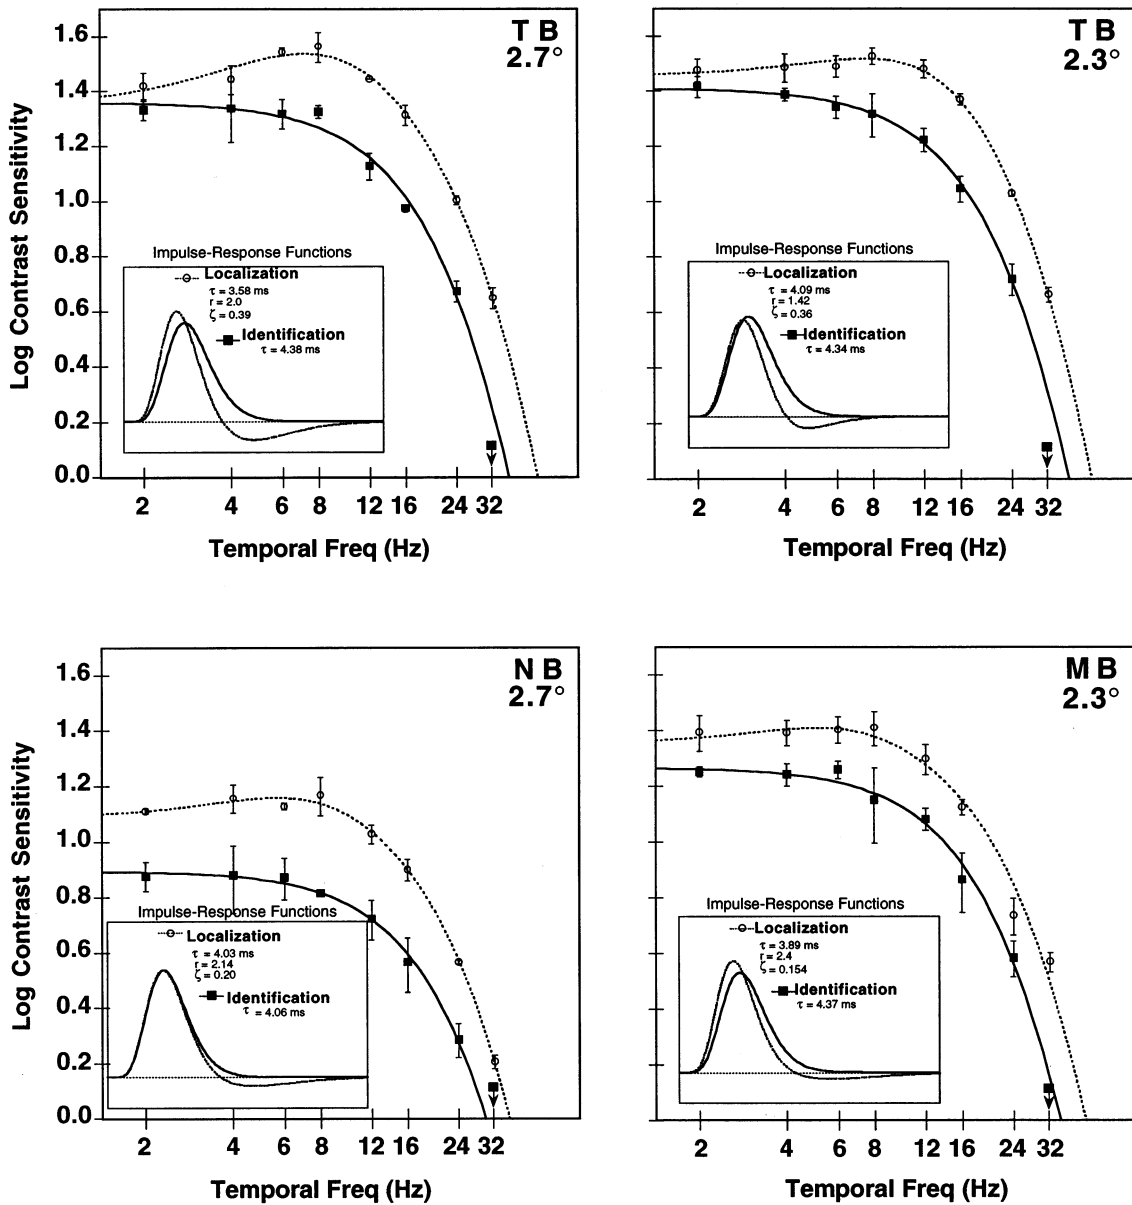 T B
2.7°
1.6
1.4
1.2
1.0
0.8
0.6
0.4
0.2
0.0
Log Contrast Sensitivity
Impulse-Response Functions
Localization
τ = 3.58 ms
r = 2.0
ζ = 0.39
Identification
τ = 4.38 ms
2 4 6 8 12 16 24 32
Temporal Freq (Hz)
T B
2.3°
Impulse-Response Functions
Localization
τ = 4.09 ms
r = 1.42
ζ = 0.36
Identification
τ = 4.34 ms
2 4 6 8 12 16 24 32
Temporal Freq (Hz)
N B
2.7°
1.6
1.4
1.2
1.0
0.8
0.6
0.4
0.2
0.0
Log Contrast Sensitivity
Impulse-Response Functions
Localization
τ = 4.03 ms
r = 2.14
ζ = 0.20
Identification
τ = 4.06 ms
2 4 6 8 12 16 24 32
Temporal Freq (Hz)
M B
2.3°
Impulse-Response Functions
Localization
τ = 3.89 ms
r = 2.4
ζ = 0.154
Identification
τ = 4.37 ms
2 4 6 8 12 16 24 32
Temporal Freq (Hz)